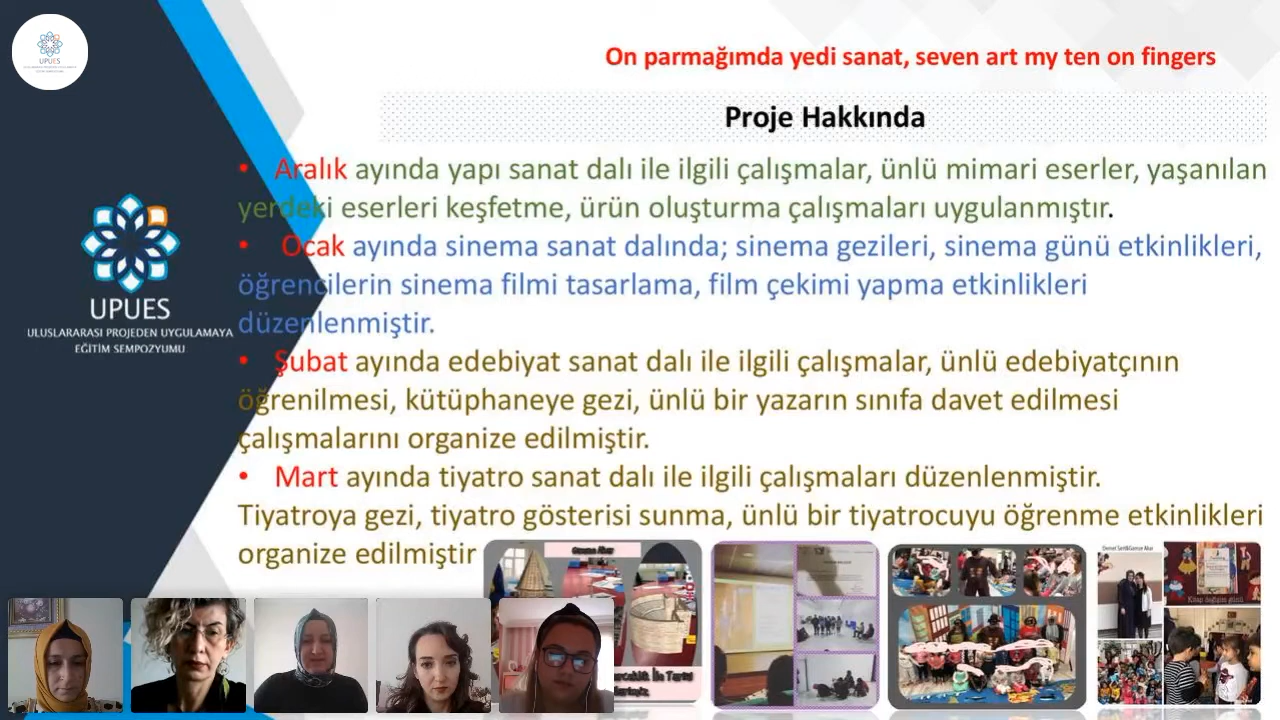 UPUES
On parmağımda yedi sanat, seven art my ten on fingers
Proje Hakkında
• Aralık ayında yapı sanat dalı ile ilgili çalışmalar, ünlü mimari eserler, yaşanılan
yerdeki eserleri keşfetme, ürün oluşturma çalışmaları uygulanmıştır.
• Ocak ayında sinema sanat dalında; sinema gezileri, sinema günü etkinlikleri,
öğrencilerin sinema filmi tasarlama, film çekimi yapma etkinlikleri
düzenlenmiştir.
• Şubat ayında edebiyat sanat dalı ile ilgili çalışmalar, ünlü edebiyatçının
öğrenilmesi, kütüphaneye gezi, ünlü bir yazarın sınıfa davet edilmesi
çalışmalarını organize edilmiştir.
• Mart ayında tiyatro sanat dalı ile ilgili çalışmaları düzenlenmiştir.
Tiyatroya gezi, tiyatro gösterisi sunma, ünlü bir tiyatrocuyu öğrenme etkinlikleri
organize edilmiştir
UPUES
ULUSLARARASI PROJEDEN UYGULAMAYA
EĞİTİM SEMPOZYUMU
Kitap değişim günü